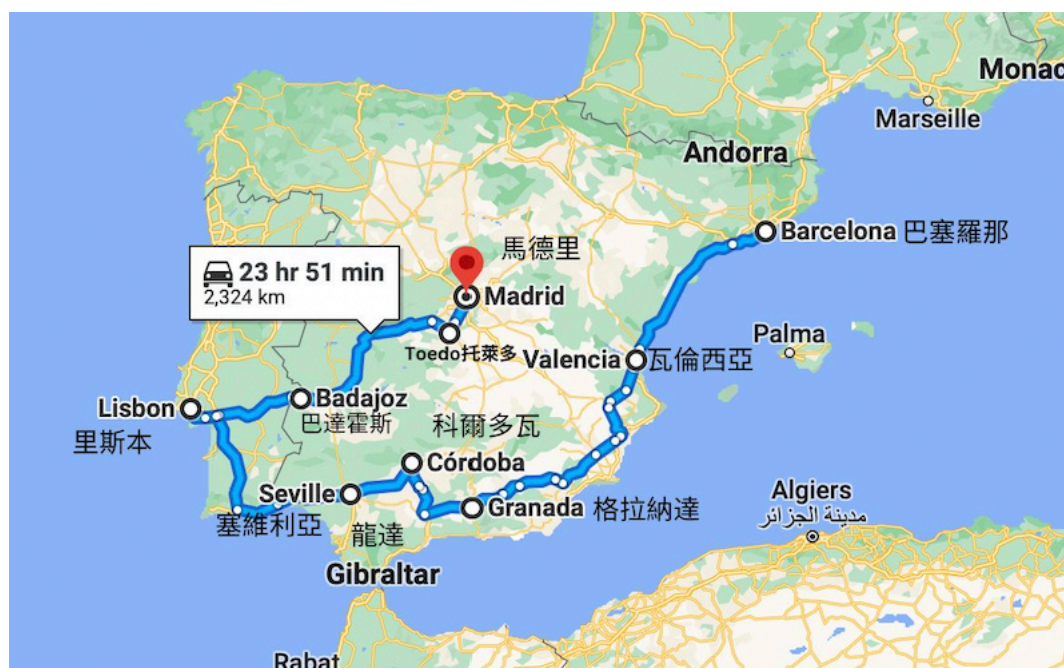 Monac
Marseille
Andorra
Barcelona 巴塞羅那
馬德里
23 hr 51 min
2,324 km
Madrid
Palma
Toedo托萊多
Valencia 瓦倫西亞
Badajoz
巴達霍斯
Lisbon
里斯本
科爾多瓦
Córdoba
Seville
塞維利亞
Granada 格拉納達
龍達
Algiers
مدينة الجزائر
Gibraltar
Rabat